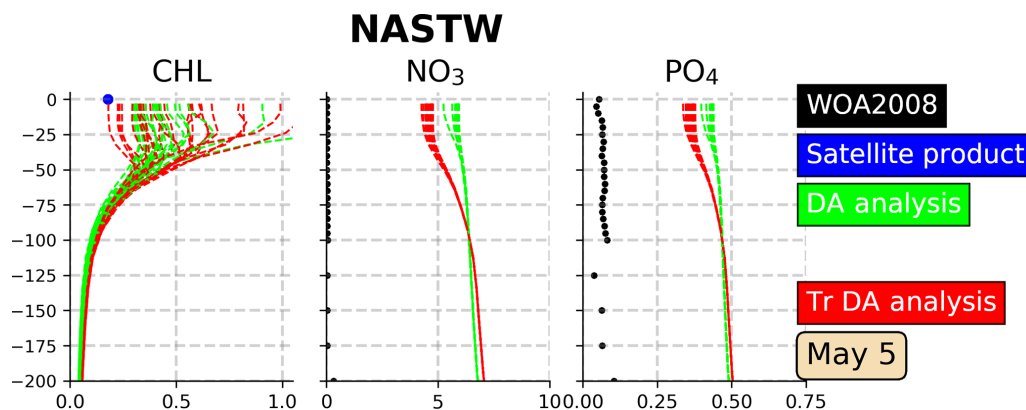 NASTW
CHL NO3 PO4
0
−25
−50
−75
−100
−125
−150
−175
−200
0.0 0.5 1.0 0 5 10 0.00 0.25 0.50 0.75
WOA2008
Satellite product
DA analysis
Tr DA analysis
May 5